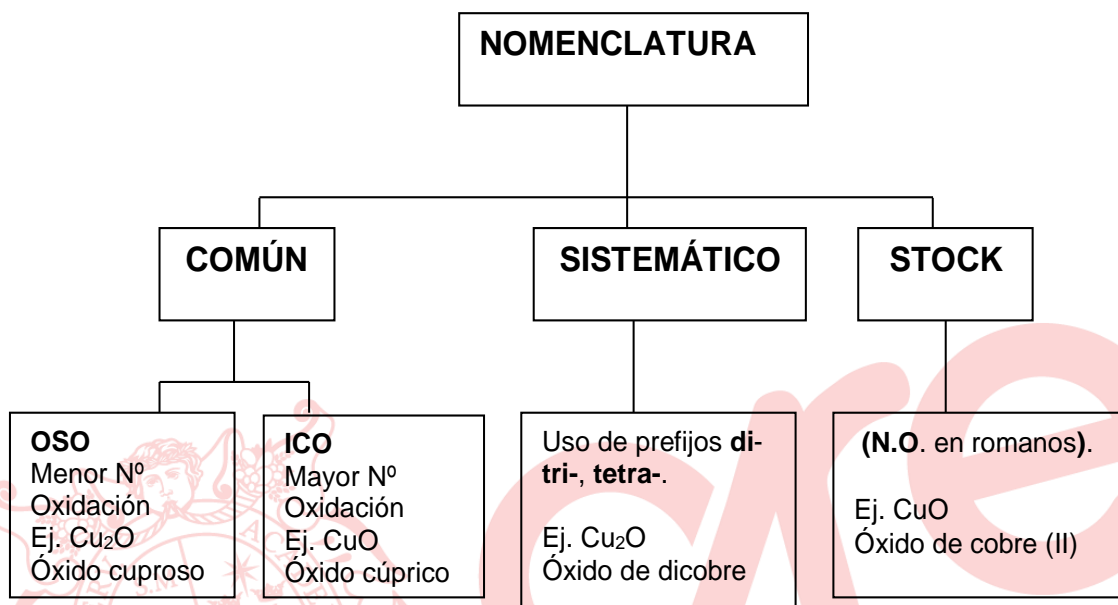 NOMENCLATURA
COMÚN
SISTEMÁTICO
STOCK
OSO
Menor Nº
Oxidación
Ej. Cu₂O
Óxido cuproso
ICO
Mayor Nº
Oxidación
Ej. CuO
Óxido cúprico
Uso de prefijos di-
tri-, tetra-.
Ej. Cu₂O
Óxido de dicobre
(N.O. en romanos).
Ej. CuO
Óxido de cobre (II)
cre